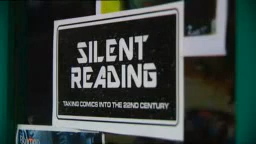 SILENT
READING
TAKING COMICS INTO THE 22ND CENTURY